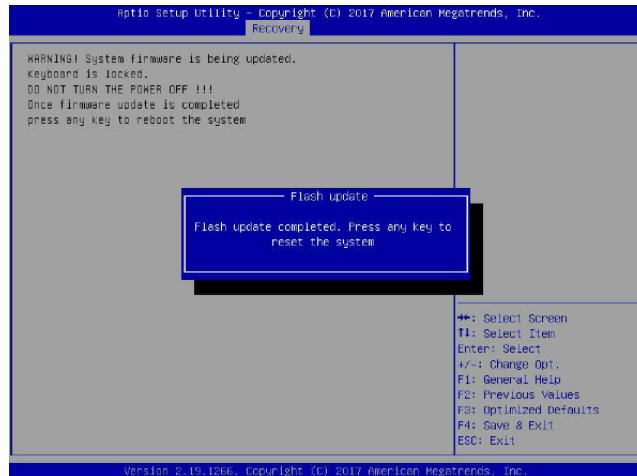 Aptio Setup Utility – Copyright (C) 2017 American Megatrends, Inc.
Recovery
WARNING! System firmware is being updated.
Keyboard is locked.
DO NOT TURN THE POWER OFF !!!
Once firmware update is completed
press any key to reboot the system
Flash update
Flash update completed. Press any key to
reset the system
→←: Select Screen
↑↓: Select Item
Enter: Select
+/-: Change Opt.
F1: General Help
F2: Previous Values
F3: Optimized Defaults
F4: Save & Exit
ESC: Exit
Version 2.19.1266. Copyright (C) 2017 American Megatrends, Inc.